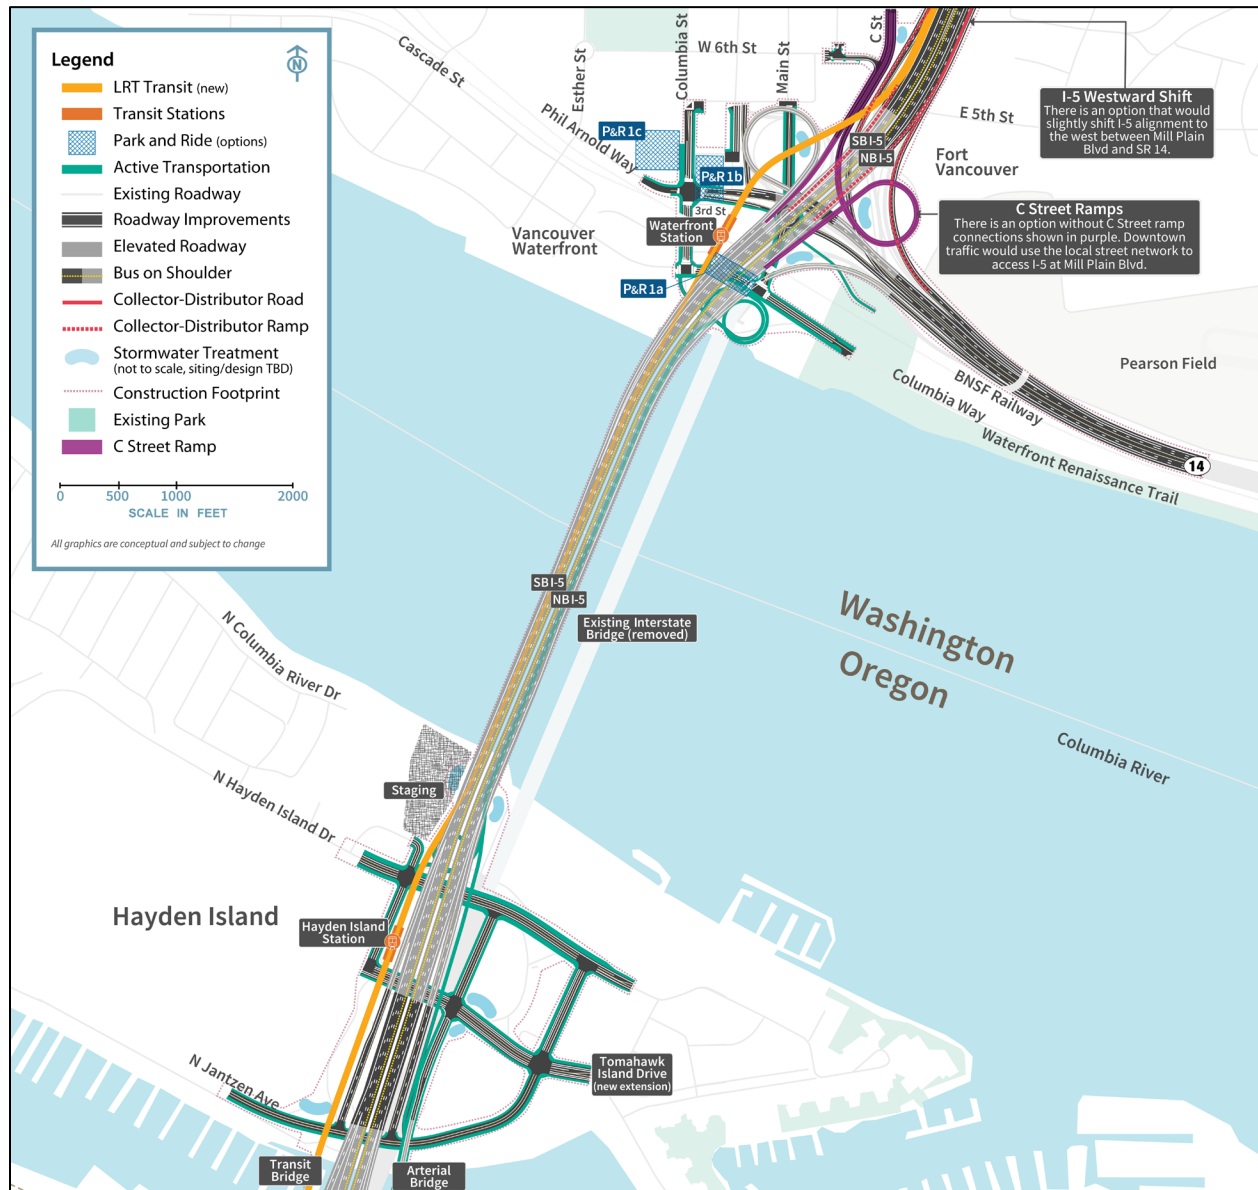 Legend
N
LRT Transit (new)
Transit Stations
Park and Ride (options)
Active Transportation
Existing Roadway
Roadway Improvements
Elevated Roadway
Bus on Shoulder
Collector-Distributor Road
Collector-Distributor Ramp
Stormwater Treatment
(not to scale, siting/design TBD)
Construction Footprint
Existing Park
C Street Ramp
0 500 1000 2000
SCALE IN FEET
All graphics are conceptual and subject to change
Cascade St
Esther St
Columbia St
W 6th St
Main St
C St
Phil Arnold Way
P&R 1c
P&R 1b
3rd St
Waterfront
Station
Vancouver
Waterfront
P&R 1a
SB I-5
NB I-5
E 5th St
Fort
Vancouver
I-5 Westward Shift
There is an option that would
slightly shift I-5 alignment to
the west between Mill Plain
Blvd and SR 14.
C Street Ramps
There is an option without C Street ramp
connections shown in purple. Downtown
traffic would use the local street network to
access I-5 at Mill Plain Blvd.
Pearson Field
BNSF Railway
Columbia Way
Waterfront Renaissance Trail
14
SB I-5
NB I-5
Existing Interstate
Bridge (removed)
Washington
Oregon
Columbia River
N Columbia River Dr
N Hayden Island Dr
Staging
Hayden Island
Hayden Island
Station
N Jantzen Ave
Tomahawk
Island Drive
(new extension)
Transit
Bridge
Arterial
Bridge